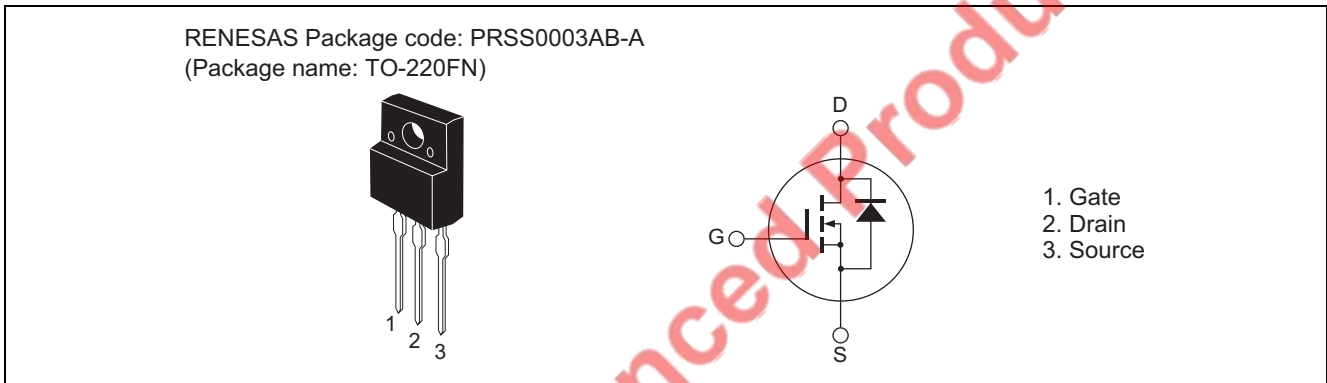 RENESAS Package code: PRSS0003AB-A
(Package name: TO-220FN)
1
2
3
D
G
S
1. Gate
2. Drain
3. Source